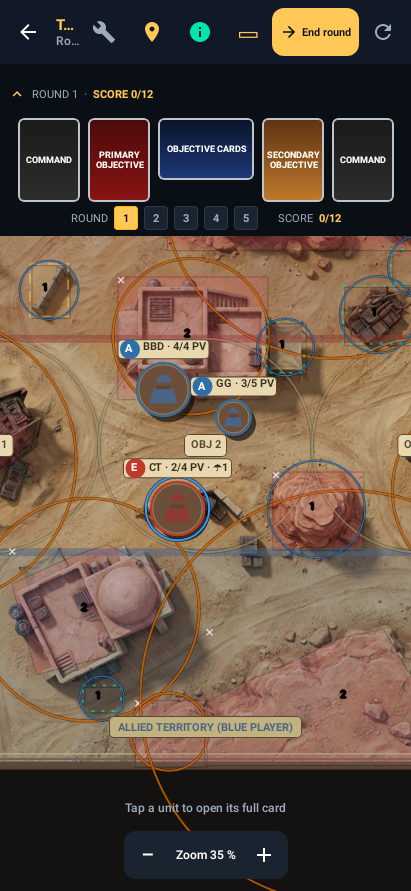 T...
Ro...
End round
ROUND 1 · SCORE 0/12
COMMAND
PRIMARY
OBJECTIVE
OBJECTIVE CARDS
SECONDARY
OBJECTIVE
COMMAND
ROUND 1 2 3 4 5 SCORE 0/12
1
1
2
1
A BBD · 4/4 PV
A GG · 3/5 PV
1
OBJ 2
O
E CT · 2/4 PV · ☂1
1
2
1
2
ALLIED TERRITORY (BLUE PLAYER)
Tap a unit to open its full card
− Zoom 35 % +